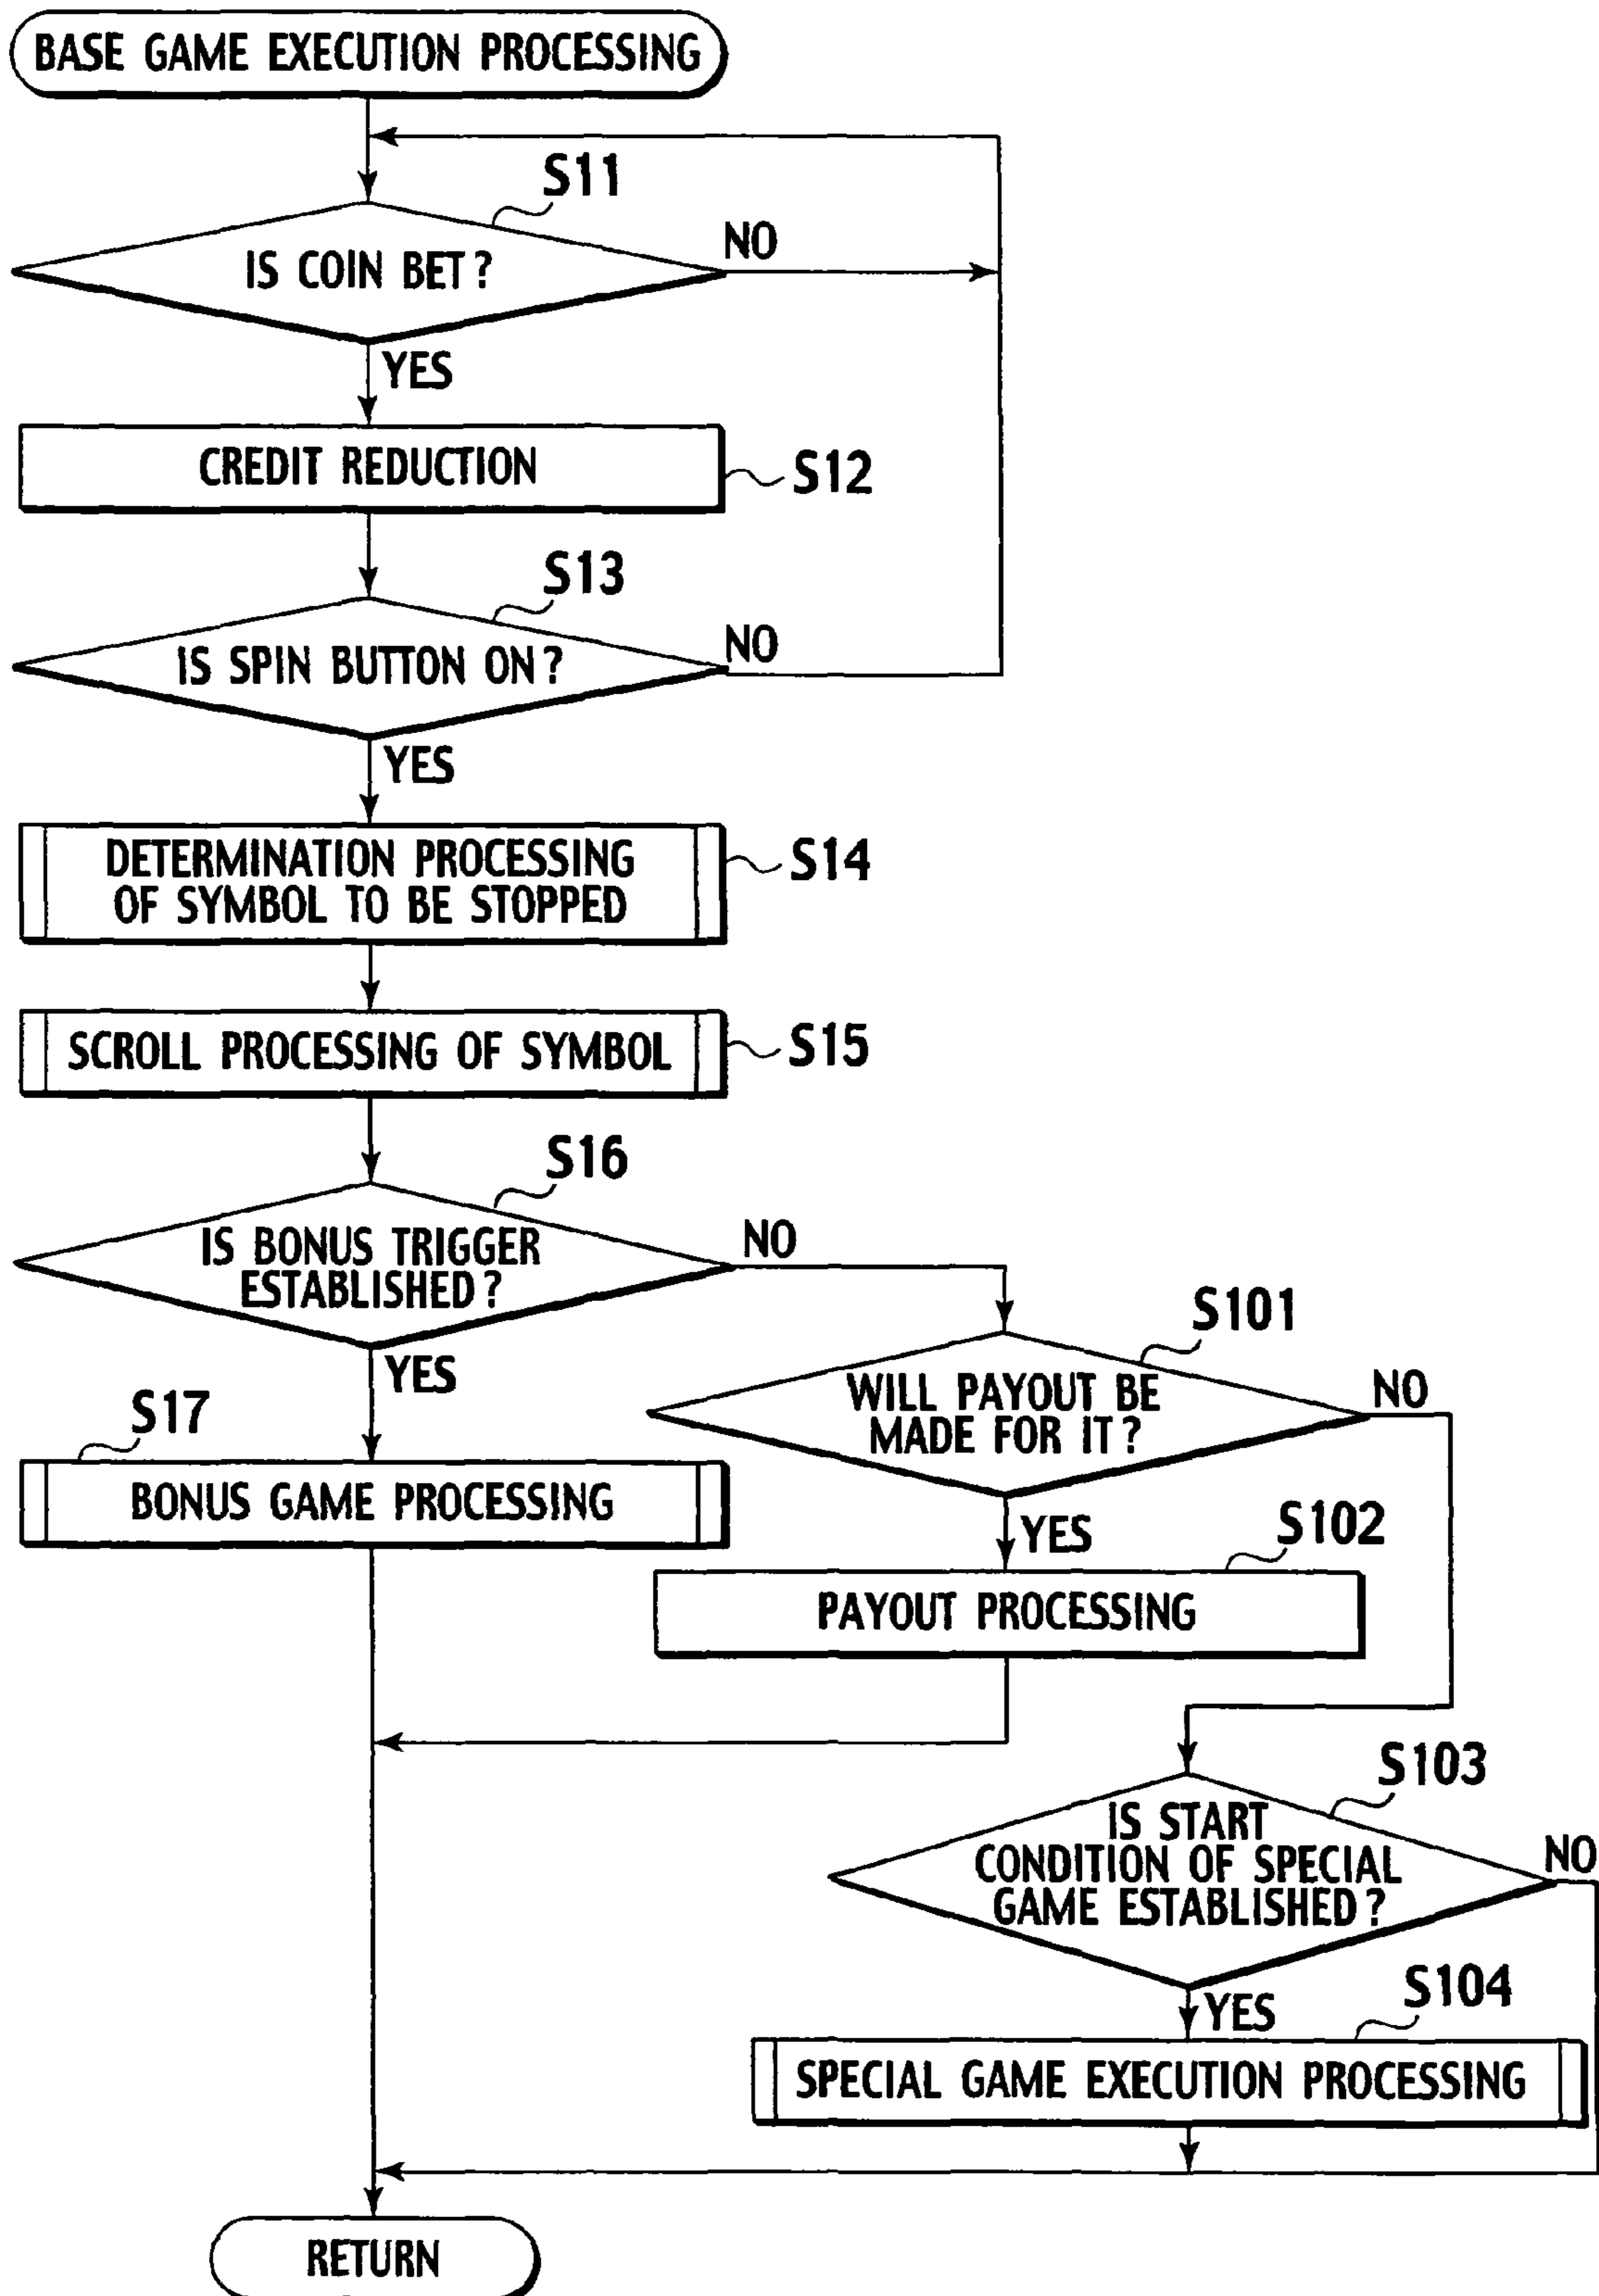 BASE GAME EXECUTION PROCESSING
S11
IS COIN BET?
NO
YES
CREDIT REDUCTION
S12
S13
IS SPIN BUTTON ON?
NO
YES
DETERMINATION PROCESSING
OF SYMBOL TO BE STOPPED
S14
SCROLL PROCESSING OF SYMBOL
S15
S16
IS BONUS TRIGGER
ESTABLISHED?
NO
YES
S101
WILL PAYOUT BE
MADE FOR IT?
NO
S17
BONUS GAME PROCESSING
YES
S102
PAYOUT PROCESSING
S103
IS START
CONDITION OF SPECIAL
GAME ESTABLISHED?
NO
YES
S104
SPECIAL GAME EXECUTION PROCESSING
RETURN